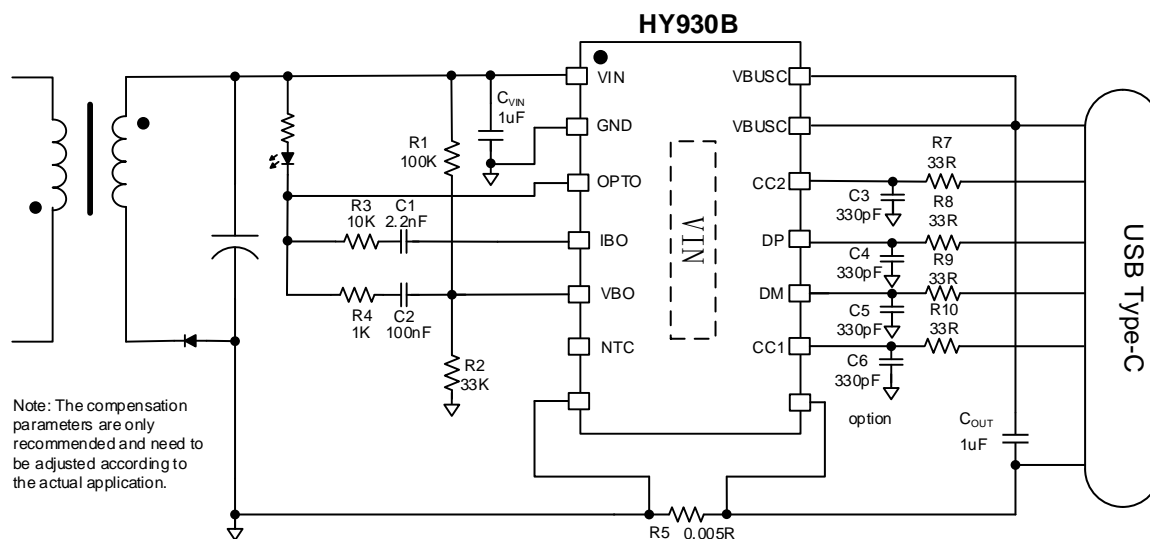 HY930B
VIN
GND
OPTO
IBO
VBO
NTC
VBUSC
VBUSC
CC2
DP
DM
CC1
VIN
CVIN
1uF
R1
100K
R3
10K
C1
2.2nF
R4
1K
C2
100nF
R2
33K
R7
33R
C3
330pF
R8
33R
C4
330pF
R9
33R
C5
330pF
R10
33R
C6
330pF
option
COUT
1uF
USB Type-C
R5
0.005R
Note: The compensation
parameters are only
recommended and need to
be adjusted according to
the actual application.